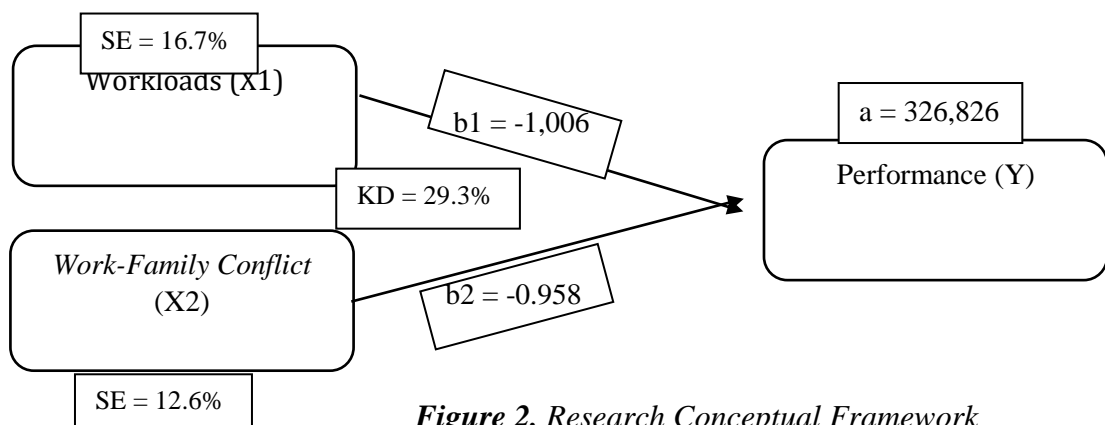 SE = 16.7%
Workloads (X1)
b1 = -1,006
a = 326,826
Performance (Y)
KD = 29.3%
Work-Family Conflict
(X2)
b2 = -0.958
SE = 12.6%
Figure 2. Research Conceptual Framework